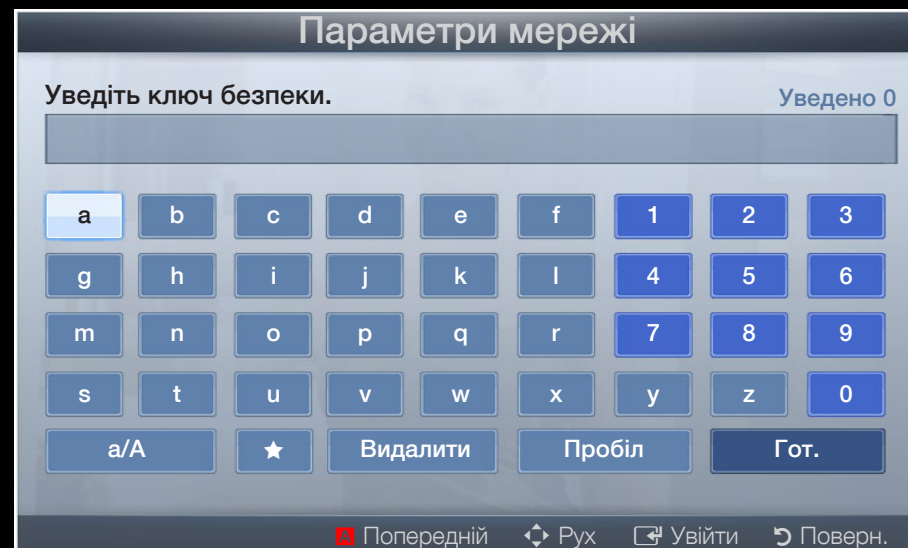 Параметри мережі
Уведіть ключ безпеки. Уведено 0
a b c d e f 1 2 3
g h i j k l 4 5 6
m n o p q r 7 8 9
s t u v w x y z 0
a/A ★ Видалити Пробіл Гот.
A Попередній Рух Увійти Поверн.